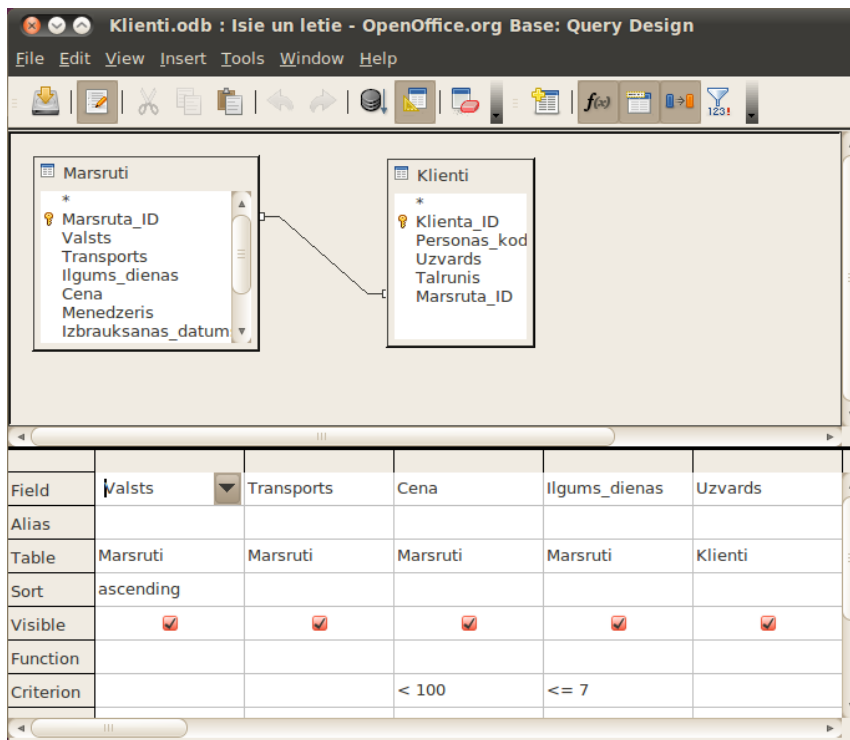 Klienti.odb : Isie un letie - OpenOffice.org Base: Query Design
File Edit View Insert Tools Window Help
f(x) 123!
Marsruti
*
Marsruta_ID
Valsts
Transports
Ilgums_dienas
Cena
Menedzeris
Izbrauksanas_datum
Klienti
*
Klienta_ID
Personas_kod
Uzvards
Talrunis
Marsruta_ID
Field Valsts Transports Cena Ilgums_dienas Uzvards
Alias
Table Marsruti Marsruti Marsruti Marsruti Klienti
Sort ascending
Visible
Function
Criterion < 100 <= 7